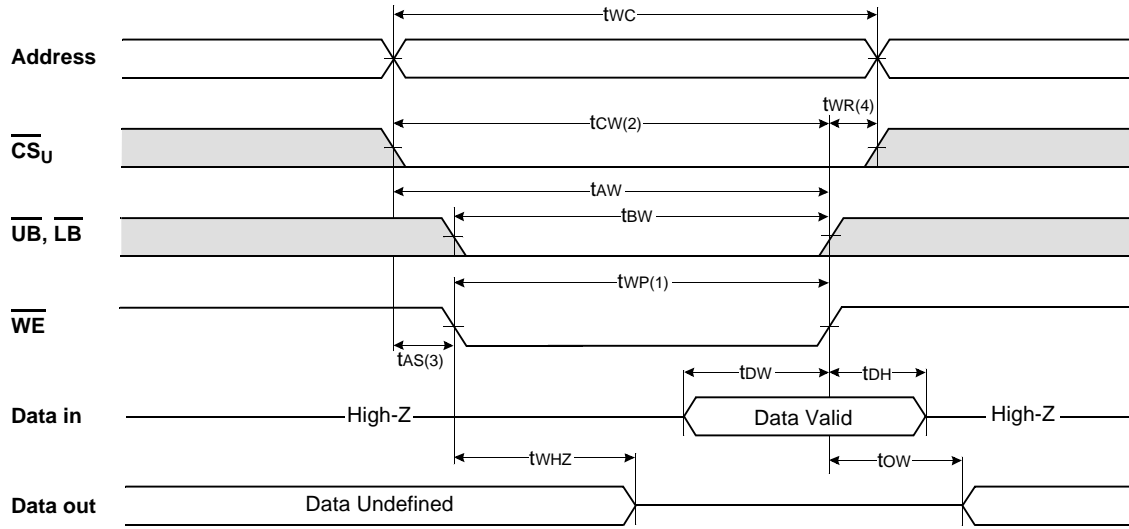 tWC
Address
tWR(4)
tCW(2)
CSU
tAW
tBW
UB, LB
tWP(1)
WE
tAS(3)
tDW
tDH
Data in
High-Z
Data Valid
High-Z
tWHZ
tOW
Data out
Data Undefined